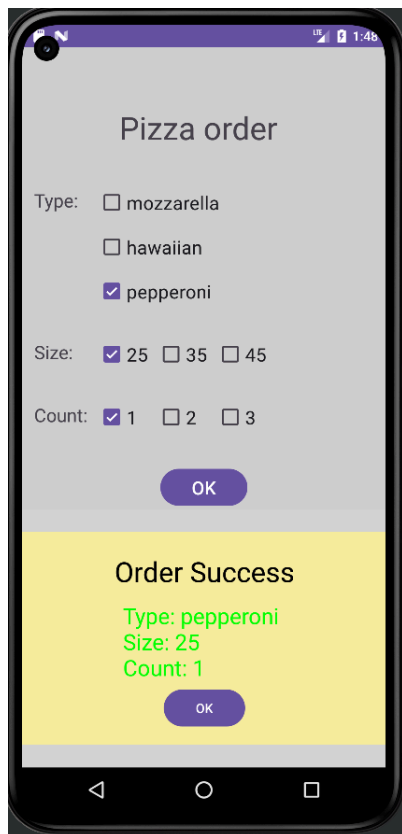 LTE 1:48
Pizza order
Type: mozzarella
hawaiian
pepperoni
Size: 25 35 45
Count: 1 2 3
OK
Order Success
Type: pepperoni
Size: 25
Count: 1
OK